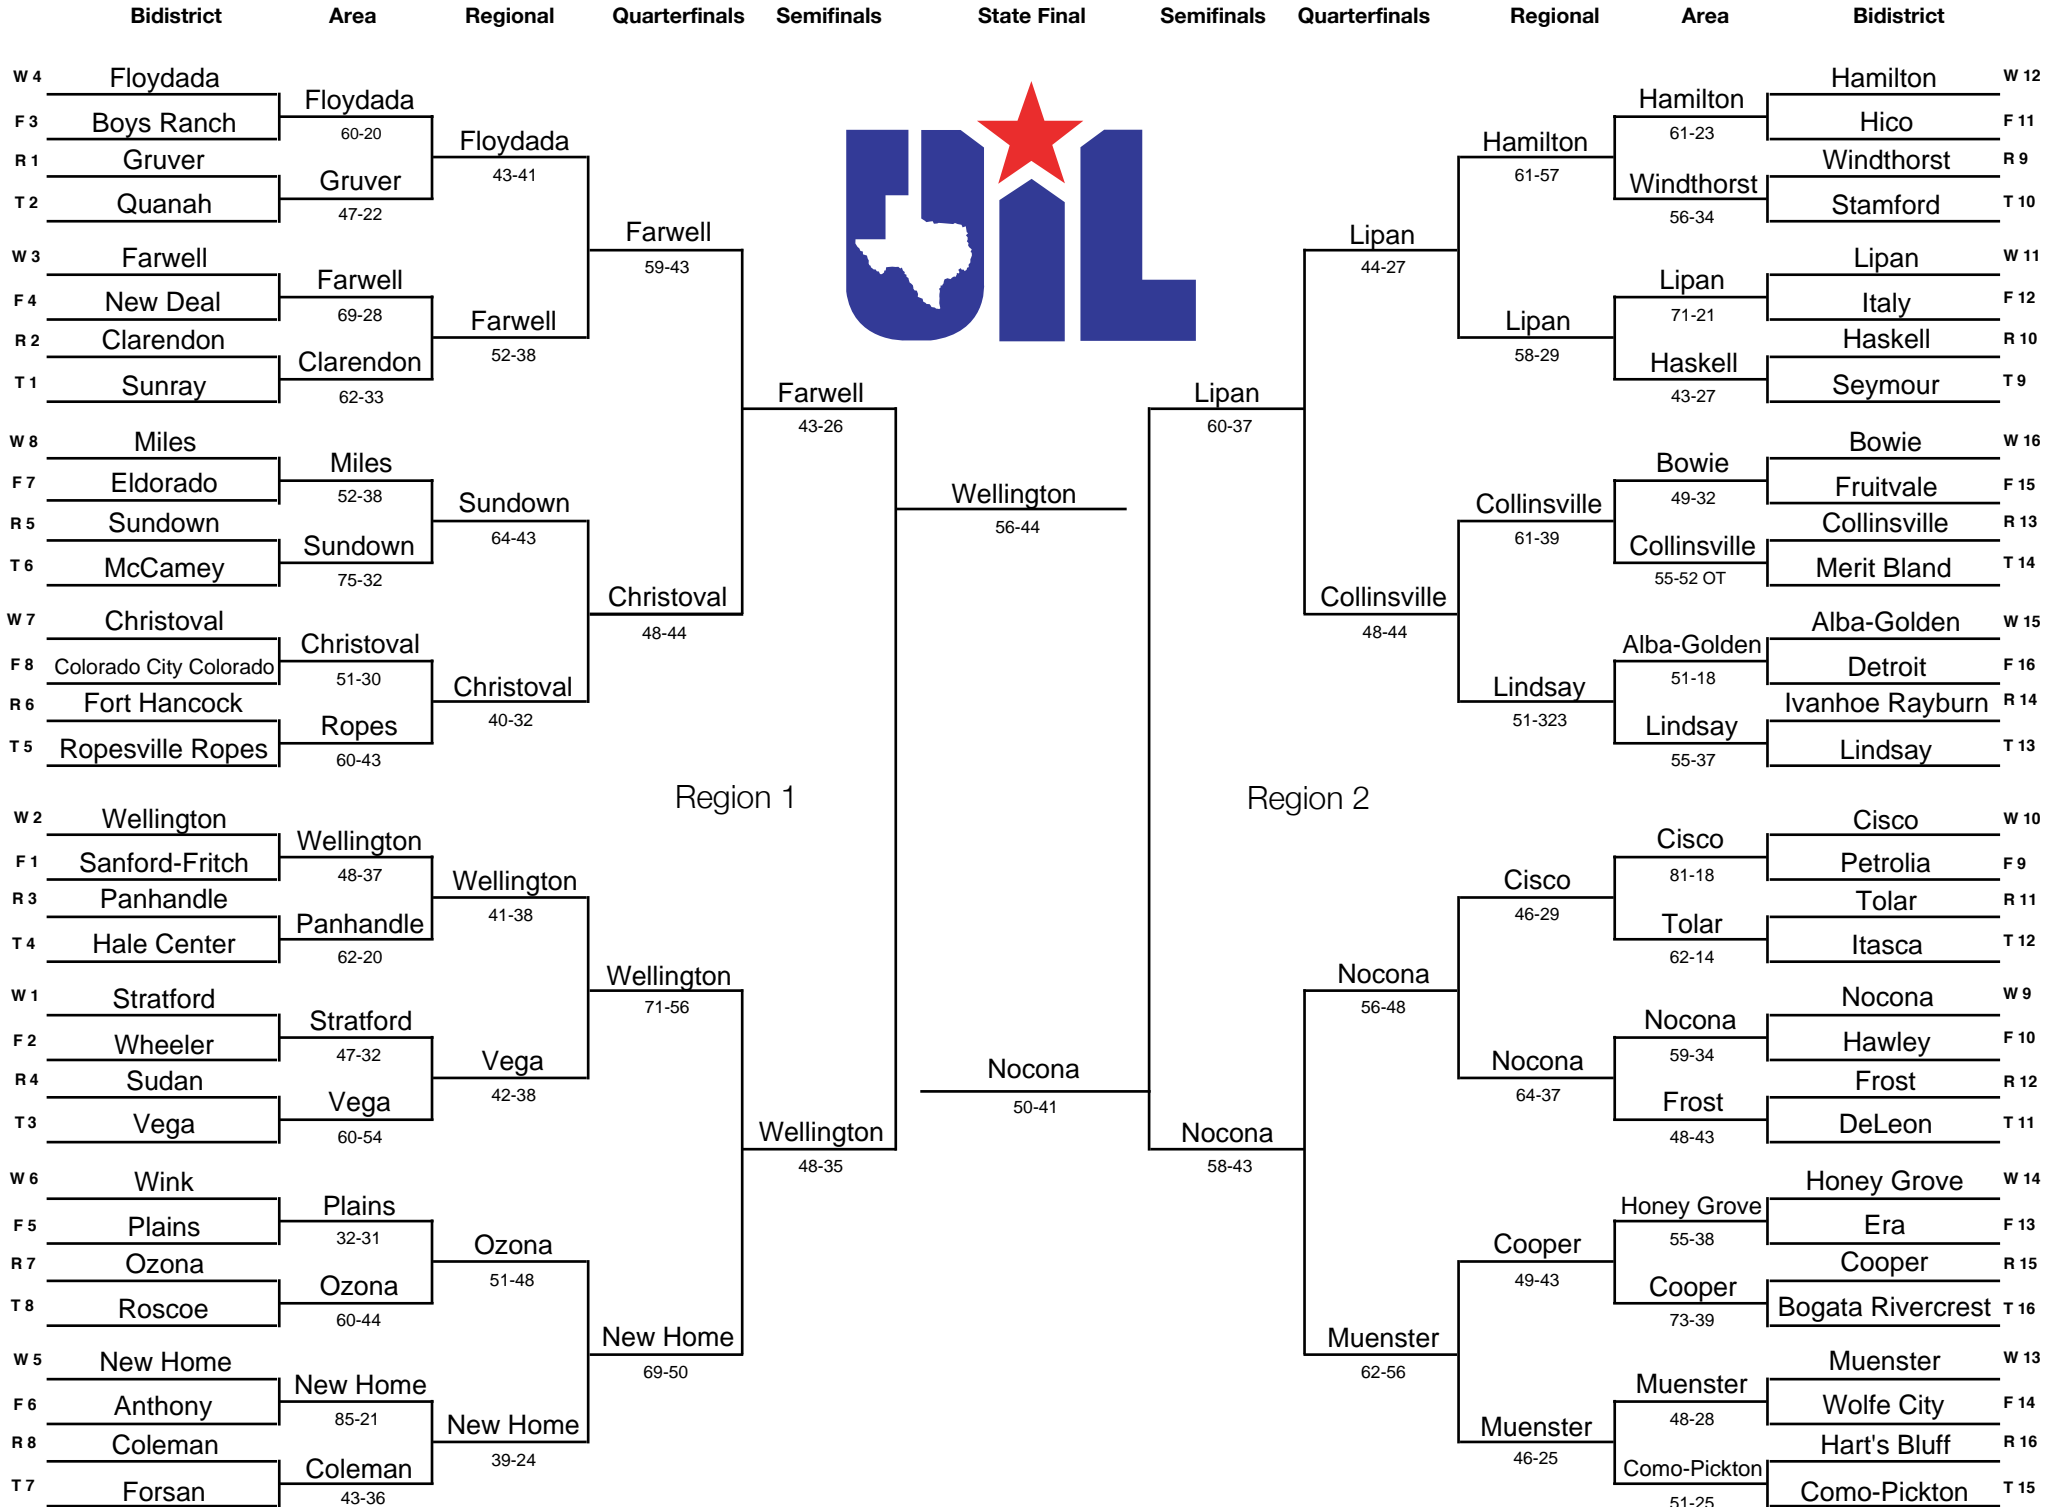 Bidistrict Area Regional Quarterfinals Semifinals State Final Semifinals Quarterfinals Regional Area Bidistrict
W 4 Floydada
F 3 Boys Ranch
R 1 Gruver
T 2 Quanah
W 3 Farwell
F 4 New Deal
R 2 Clarendon
T 1 Sunray
W 8 Miles
F 7 Eldorado
R 5 Sundown
T 6 McCamey
W 7 Christoval
F 8 Colorado City Colorado
R 6 Fort Hancock
T 5 Ropesville Ropes
W 2 Wellington
F 1 Sanford-Fritch
R 3 Panhandle
T 4 Hale Center
W 1 Stratford
F 2 Wheeler
R 4 Sudan
T 3 Vega
W 6 Wink
F 5 Plains
R 7 Ozona
T 8 Roscoe
W 5 New Home
F 6 Anthony
R 8 Coleman
T 7 Forsan
Floydada
60-20
Gruver
47-22
Farwell
69-28
Clarendon
62-33
Miles
52-38
Sundown
75-32
Christoval
51-30
Ropes
60-43
Wellington
48-37
Panhandle
62-20
Stratford
47-32
Vega
60-54
Plains
32-31
Ozona
60-44
New Home
85-21
Coleman
43-36
Floydada
43-41
Farwell
52-38
Sundown
64-43
Christoval
40-32
Wellington
41-38
Vega
42-38
Ozona
51-48
New Home
39-24
Farwell
59-43
Christoval
48-44
Region 1
Wellington
71-56
New Home
69-50
Farwell
43-26
Wellington
48-35
UIL
Wellington
56-44
Nocona
50-41
Lipan
60-37
Nocona
58-43
Lipan
44-27
Collinsville
48-44
Region 2
Nocona
56-48
Muenster
62-56
Hamilton
61-57
Lipan
58-29
Collinsville
61-39
Lindsay
51-323
Cisco
46-29
Nocona
64-37
Cooper
49-43
Muenster
46-25
Hamilton
61-23
Windthorst
56-34
Lipan
71-21
Haskell
43-27
Bowie
49-32
Collinsville
55-52 OT
Alba-Golden
51-18
Lindsay
55-37
Cisco
81-18
Tolar
62-14
Nocona
59-34
Frost
48-43
Honey Grove
55-38
Cooper
73-39
Muenster
48-28
Como-Pickton
51-25
Hamilton W 12
Hico F 11
Windthorst R 9
Stamford T 10
Lipan W 11
Italy F 12
Haskell R 10
Seymour T 9
Bowie W 16
Fruitvale F 15
Collinsville R 13
Merit Bland T 14
Alba-Golden W 15
Detroit F 16
Ivanhoe Rayburn R 14
Lindsay T 13
Cisco W 10
Petrolia F 9
Tolar R 11
Itasca T 12
Nocona W 9
Hawley F 10
Frost R 12
DeLeon T 11
Honey Grove W 14
Era F 13
Cooper R 15
Bogata Rivercrest T 16
Muenster W 13
Wolfe City F 14
Hart's Bluff R 16
Como-Pickton T 15